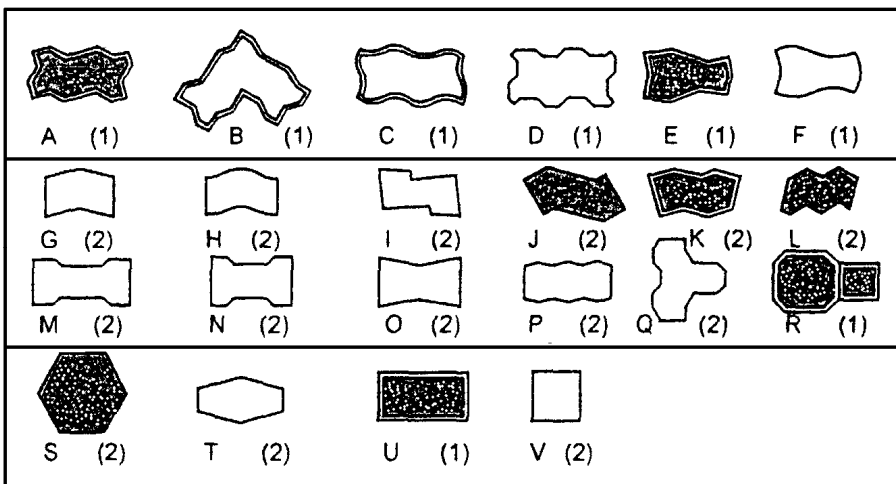 A (1) B (1) C (1) D (1) E (1) F (1)
G (2) H (2) I (2) J (2) K (2) L (2)
M (2) N (2) O (2) P (2) Q (2) R (1)
S (2) T (2) U (1) V (2)